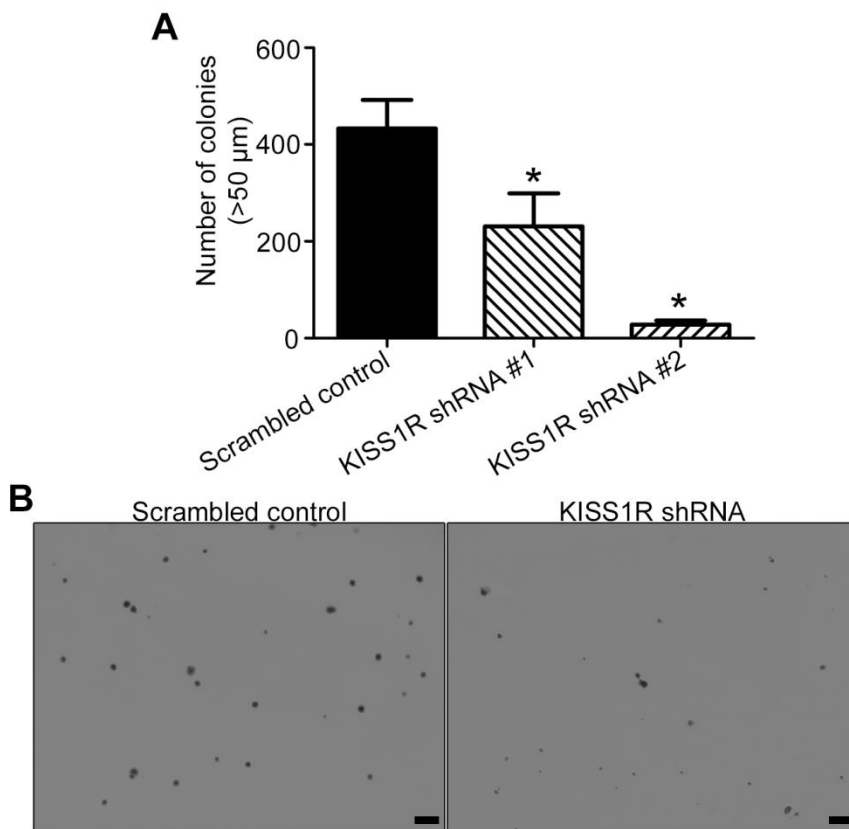 A
Number of colonies
(>50 µm)
600
400
200
0
*
*
Scrambled control
KISS1R shRNA #1
KISS1R shRNA #2
B
Scrambled control
KISS1R shRNA